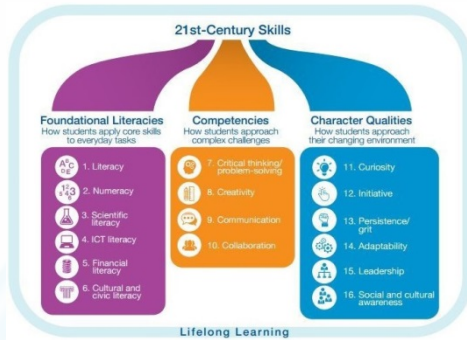 21st-Century Skills
Foundational Literacies
How students apply core skills
to everyday tasks
1. Literacy
2. Numeracy
3. Scientific
literacy
4. ICT literacy
5. Financial
literacy
6. Cultural and
civic literacy
Competencies
How students approach
complex challenges
7. Critical thinking/
problem-solving
8. Creativity
9. Communication
10. Collaboration
Character Qualities
How students approach
their changing environment
11. Curiosity
12. Initiative
13. Persistence/
grit
14. Adaptability
15. Leadership
16. Social and cultural
awareness
Lifelong Learning